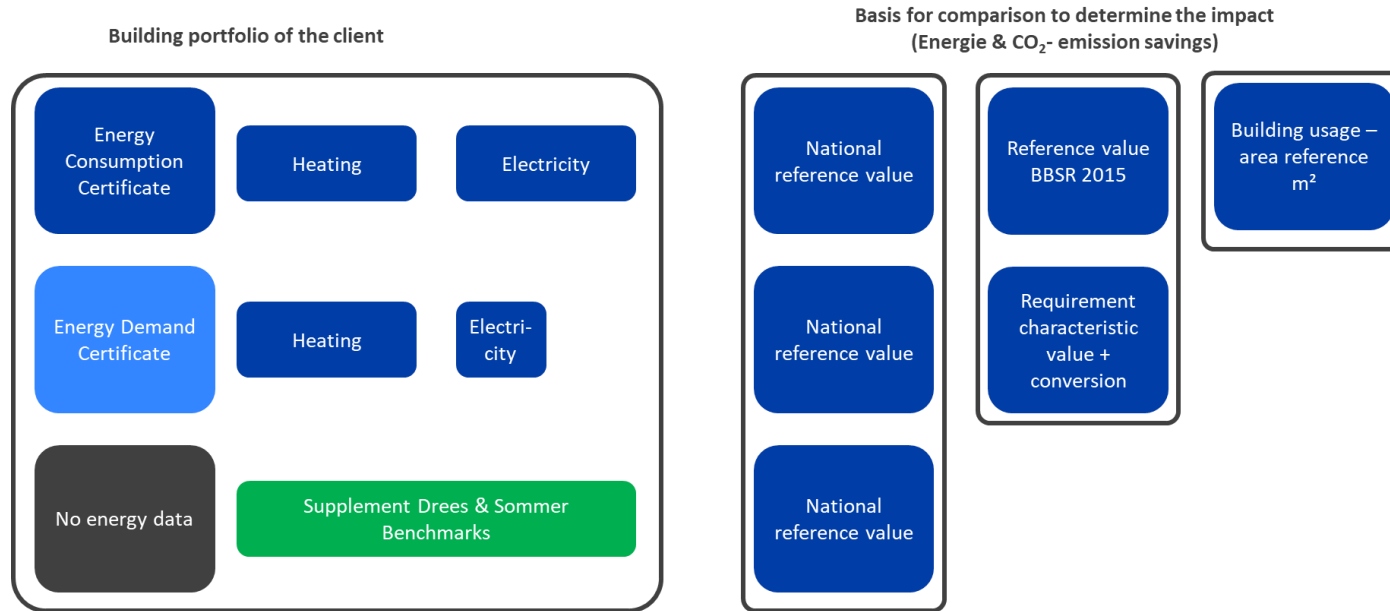 Building portfolio of the client
Basis for comparison to determine the impact
(Energie & CO₂- emission savings)
Energy
Consumption
Certificate
Heating
Electricity
National
reference value
Reference value
BBSR 2015
Building usage –
area reference
m²
Energy Demand
Certificate
Heating
Electri-
city
National
reference value
Requirement
characteristic
value +
conversion
No energy data
Supplement Drees & Sommer
Benchmarks
National
reference value